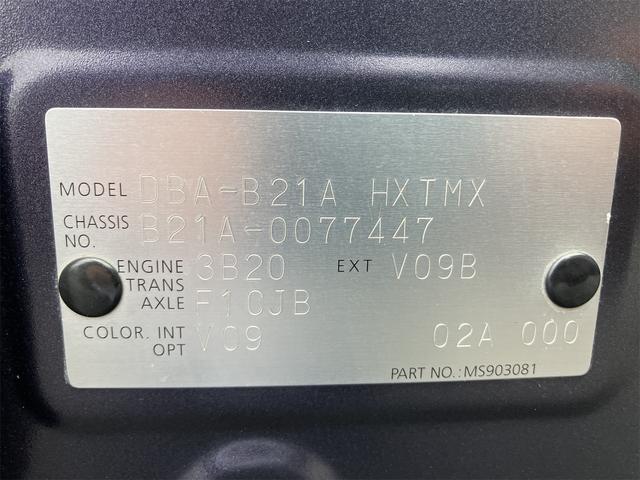 MODEL DBA-B21A HXTMX
CHASSIS NO. B21A-0077447
ENGINE 3B20 EXT V09B
TRANS AXLE F1CJB
COLOR. INT OPT V09 02A 000
PART NO.: MS903081